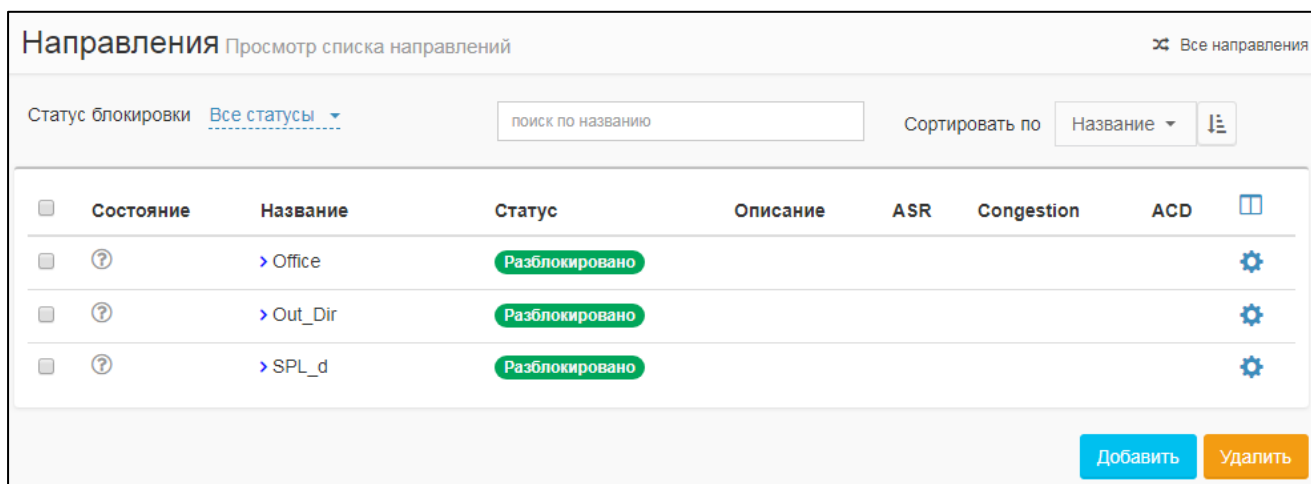 Направления Просмотр списка направлений Все направления
Статус блокировки Все статусы поиск по названию Сортировать по Название
Состояние Название Статус Описание ASR Congestion ACD
Office Разблокировано
Out_Dir Разблокировано
SPL_d Разблокировано
Добавить Удалить